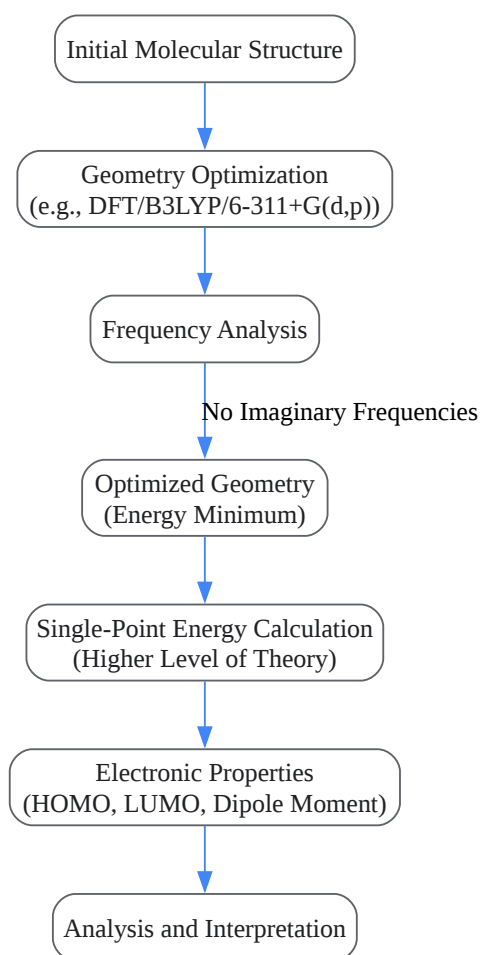 Initial Molecular Structure
Geometry Optimization
(e.g., DFT/B3LYP/6-311+G(d,p))
Frequency Analysis
No Imaginary Frequencies
Optimized Geometry
(Energy Minimum)
Single-Point Energy Calculation
(Higher Level of Theory)
Electronic Properties
(HOMO, LUMO, Dipole Moment)
Analysis and Interpretation